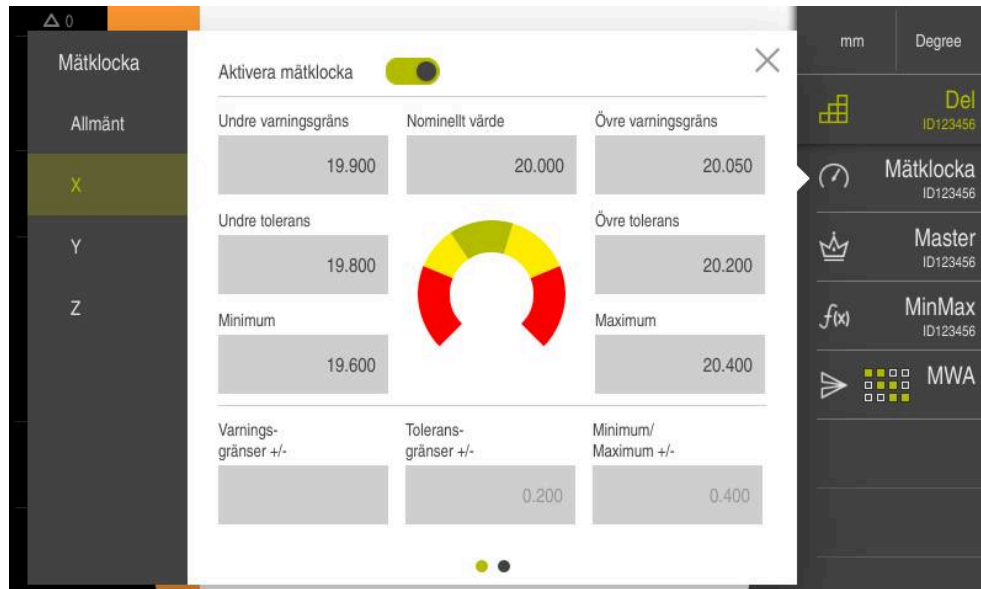 0
Mätklocka
Allmänt
X
Y
Z
Aktivera mätklocka
Undre varningsgräns
19.900
Nominellt värde
20.000
Övre varningsgräns
20.050
Undre tolerans
19.800
Övre tolerans
20.200
Minimum
19.600
Maximum
20.400
Varnings-
gränser +/-
Tolerans-
gränser +/-
0.200
Minimum/
Maximum +/-
0.400
mm
Degree
Del
ID123456
Mätklocka
ID123456
Master
ID123456
f(x)
MinMax
ID123456
MWA